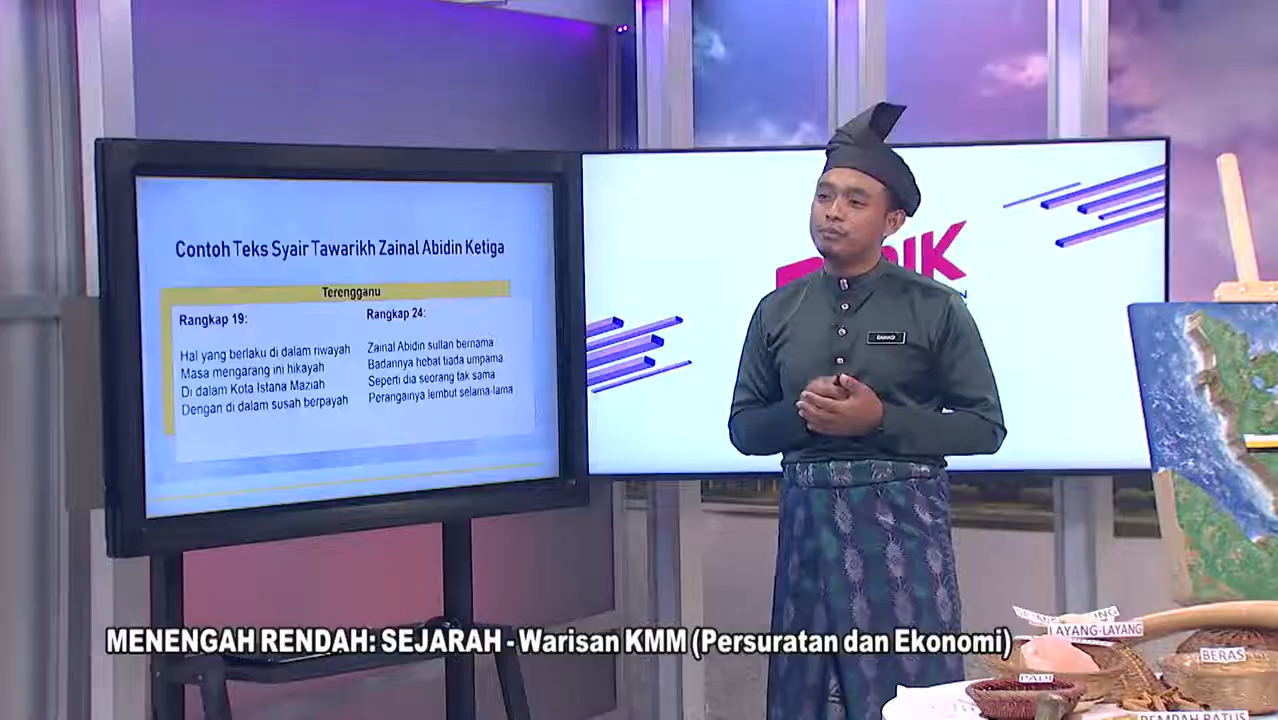 Contoh Teks Syair Tawarikh Zainal Abidin Ketiga
Terengganu
Rangkap 19:
Hal yang berlaku di dalam riwayah
Masa mengarang ini hikayah
Di dalam Kota Istana Maziah
Dengan di dalam susah berpayah
Rangkap 24:
Zainal Abidin sultan bernama
Badannya hebat tiada umpama
Seperti dia seorang tak sama
Perangainya lembut selama-lama
MENENGAH RENDAH: SEJARAH - Warisan KMM (Persuratan dan Ekonomi)
LAYANG-LAYANG
BERAS
PADI
REMPAH RATUS